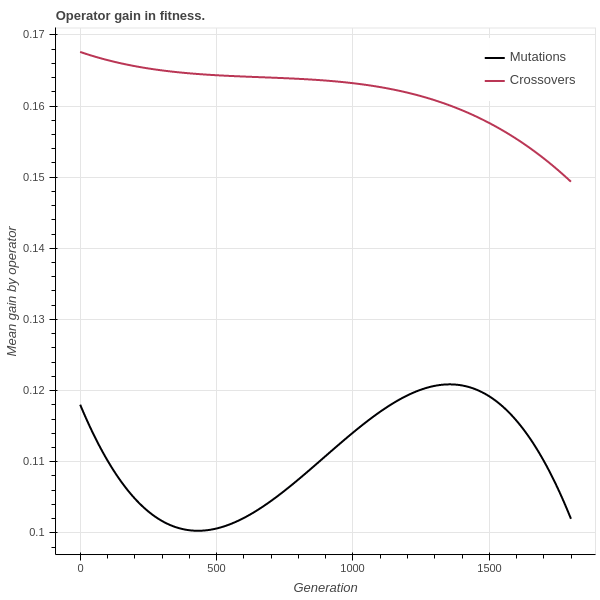 Operator gain in fitness.
0.17
0.16
0.15
0.14
0.13
0.12
0.11
0.1
Mean gain by operator
Mutations
Crossovers
0
500
1000
1500
Generation